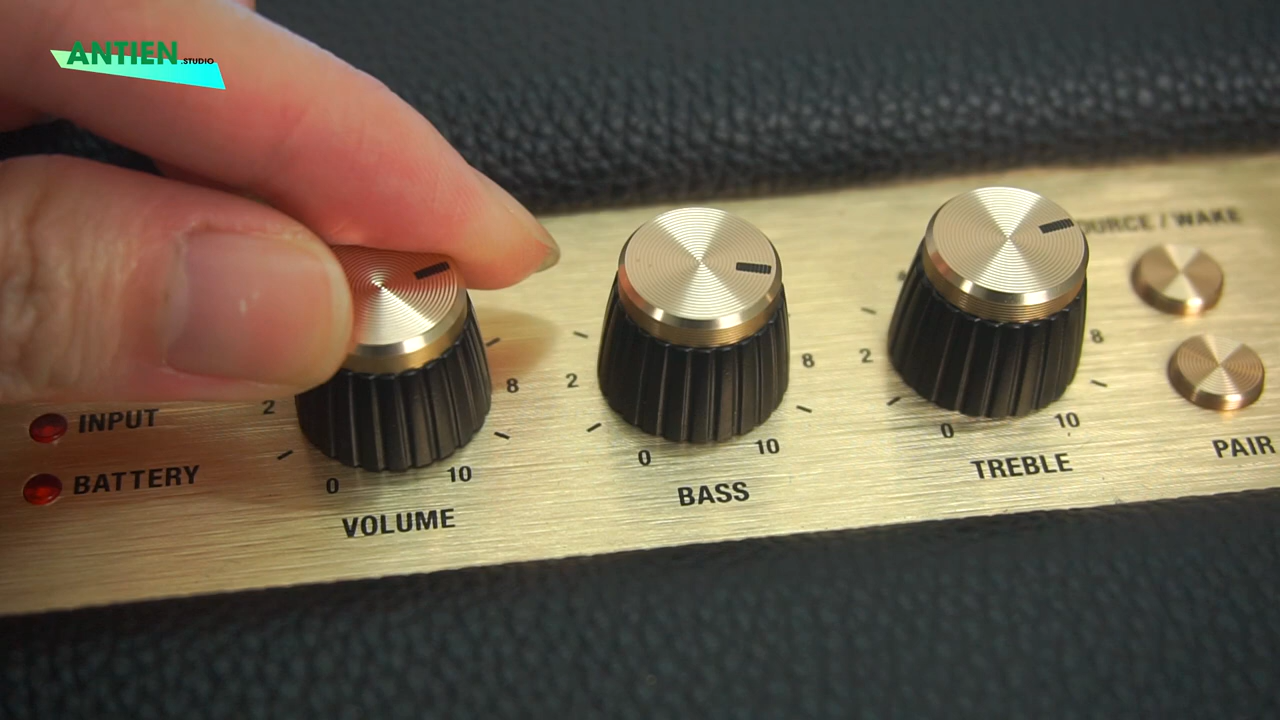 ANTIEN.STUDIO
OURCE / WAKE
2 8
2 8
2 8
0 10
0 10
0 10
INPUT
BATTERY
VOLUME
BASS
TREBLE
PAIR